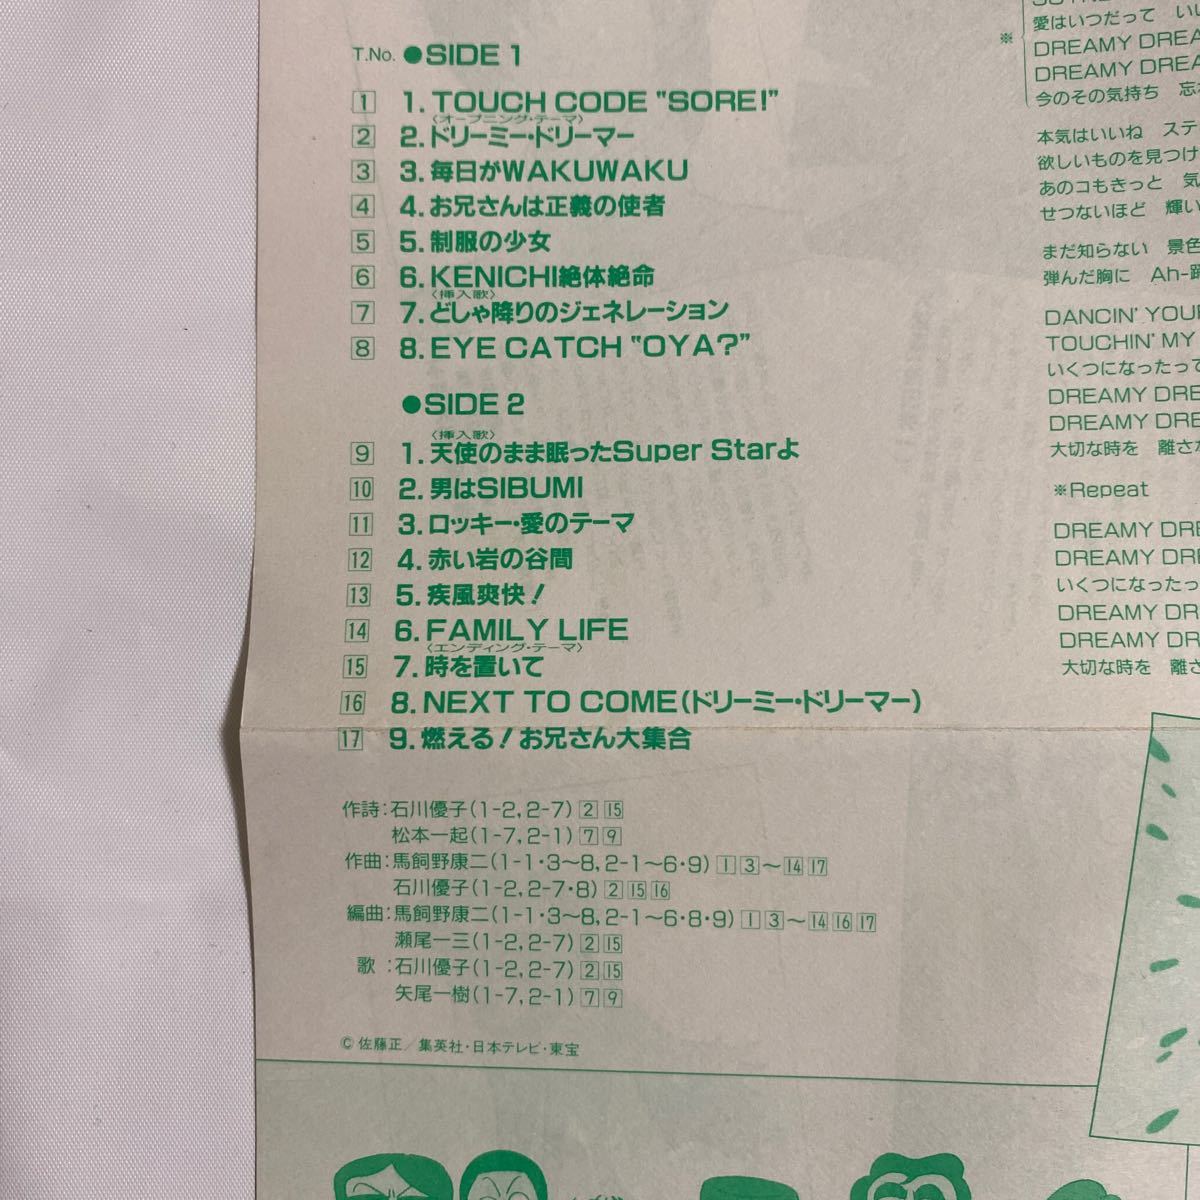 T.No. ●SIDE 1
1 1. TOUCH CODE "SORE!"
〈オープニング・テーマ〉
2 2. ドリーミー・ドリーマー
3 3. 毎日がWAKUWAKU
4 4. お兄さんは正義の使者
5 5. 制服の少女
6 6. KENICHI絶体絶命
〈挿入歌〉
7 7. どしゃ降りのジェネレーション
8 8. EYE CATCH "OYA?"
●SIDE 2
〈挿入歌〉
9 1. 天使のまま眠ったSuper Starよ
10 2. 男はSIBUMI
11 3. ロッキー・愛のテーマ
12 4. 赤い岩の谷間
13 5. 疾風爽快!
14 6. FAMILY LIFE
〈エンディング・テーマ〉
15 7. 時を置いて
16 8. NEXT TO COME(ドリーミー・ドリーマー)
17 9. 燃える!お兄さん大集合
作詩:石川優子(1-2, 2-7) 2 15
松本一起(1-7, 2-1) 7 9
作曲:馬飼野康二(1-1・3〜8, 2-1〜6・9) 1 3〜14 17
石川優子(1-2, 2-7・8) 2 15 16
編曲:馬飼野康二(1-1・3〜8, 2-1〜6・8・9) 1 3〜14 16 17
瀬尾一三(1-2, 2-7) 2 15
歌:石川優子(1-2, 2-7) 2 15
矢尾一樹(1-7, 2-1) 7 9
© 佐藤正/集英社・日本テレビ・東宝
愛はいつだって いい
※
DREAMY DREA
DREAMY DREA
今のその気持ち 忘
本気はいいね ステ
欲しいものを見つけ
あのコもきっと 気
せつないほど 輝い
まだ知らない 景色
弾んだ胸に Ah-踊
DANCIN' YOUR
TOUCHIN' MY
いくつになったって
DREAMY DRE
DREAMY DRE
大切な時を 離さな
※Repeat
DREAMY DRE
DREAMY DRE
いくつになったっ
DREAMY DRE
DREAMY DRE
大切な時を 離さ